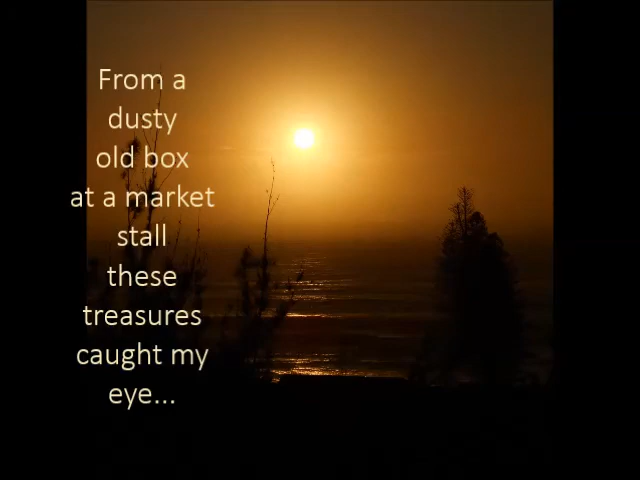 From a
dusty
old box
at a market
stall
these
treasures
caught my
eye...